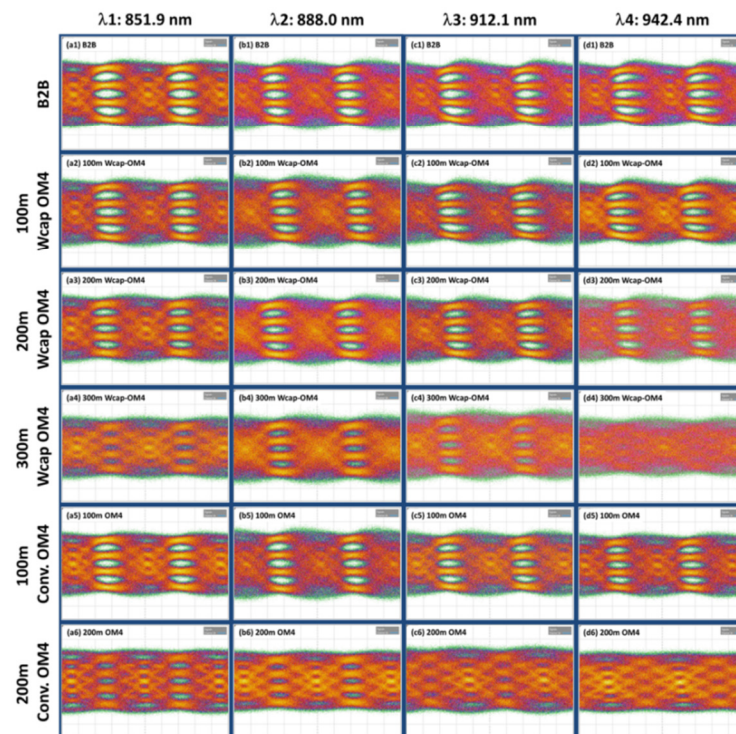 λ1: 851.9 nm λ2: 888.0 nm λ3: 912.1 nm λ4: 942.4 nm
B2B
(a1) B2B (b1) B2B (c1) B2B (d1) B2B
100m
Wcap OM4
(a2) 100m Wcap-OM4 (b2) 100m Wcap-OM4 (c2) 100m Wcap-OM4 (d2) 100m Wcap-OM4
200m
Wcap OM4
(a3) 200m Wcap-OM4 (b3) 200m Wcap-OM4 (c3) 200m Wcap-OM4 (d3) 200m Wcap-OM4
300m
Wcap OM4
(a4) 300m Wcap-OM4 (b4) 300m Wcap-OM4 (c4) 300m Wcap-OM4 (d4) 300m Wcap-OM4
100m
Conv. OM4
(a5) 100m OM4 (b5) 100m OM4 (c5) 100m OM4 (d5) 100m OM4
200m
Conv. OM4
(a6) 200m OM4 (b6) 200m OM4 (c6) 200m OM4 (d6) 200m OM4